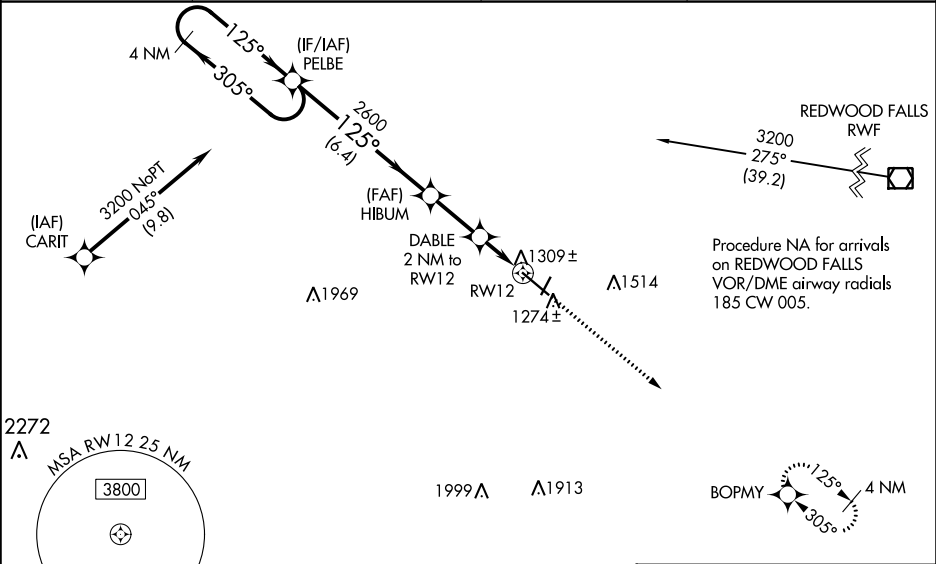 125°
4 NM
305°
(IF/IAF)
PELBE
2600
125°
(6.4)
REDWOOD FALLS
RWF
3200
275°
(39.2)
3200 NoPT
045°
(9.8)
(IAF)
CARIT
(FAF)
HIBUM
DABLE
2 NM to
RW12
RW12
1309±
1274±
1514
1969
Procedure NA for arrivals
on REDWOOD FALLS
VOR/DME airway radials
185 CW 005.
2272
MSA RW12 25 NM
3800
1999
1913
BOPMY
125°
4 NM
305°